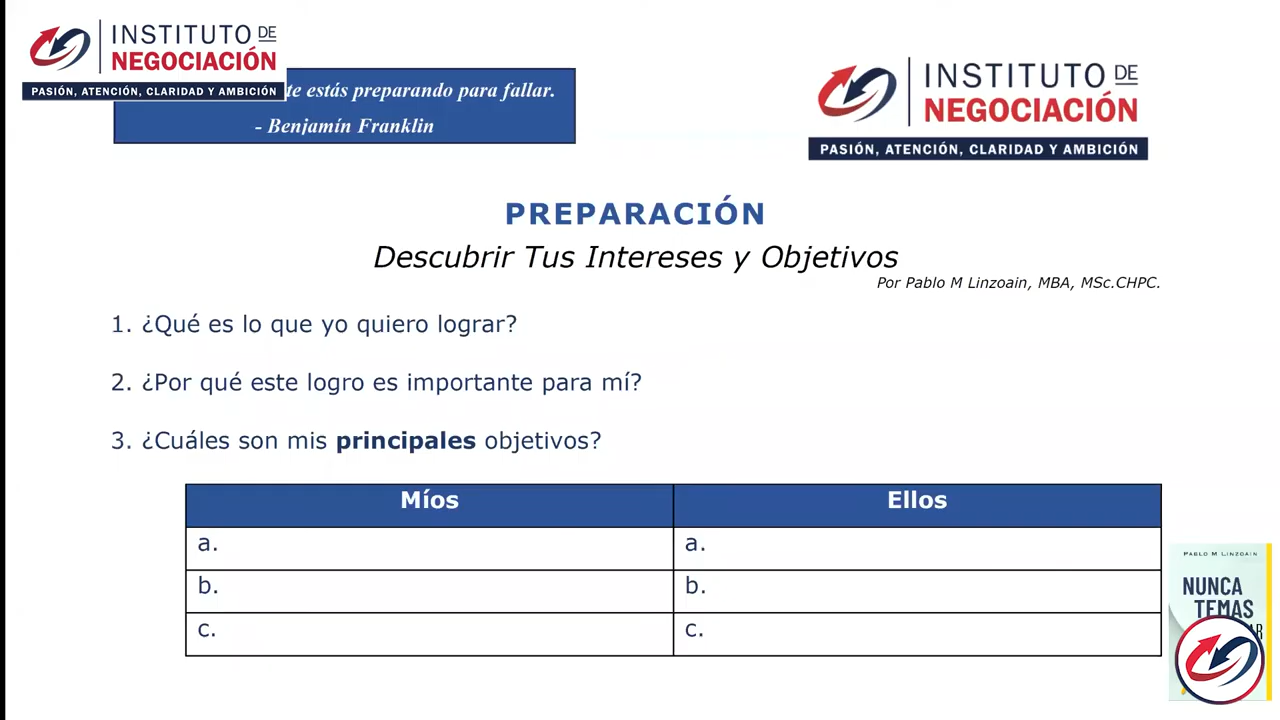 INSTITUTO DE
NEGOCIACIÓN
PASIÓN, ATENCIÓN, CLARIDAD Y AMBICIÓN
te estás preparando para fallar.
- Benjamín Franklin
INSTITUTO DE
NEGOCIACIÓN
PASIÓN, ATENCIÓN, CLARIDAD Y AMBICIÓN
PREPARACIÓN
Descubrir Tus Intereses y Objetivos
Por Pablo M Linzoain, MBA, MSc.CHPC.
1. ¿Qué es lo que yo quiero lograr?
2. ¿Por qué este logro es importante para mí?
3. ¿Cuáles son mis principales objetivos?
Míos Ellos
a. a.
b. b.
c. c.
PABLO M LINZOAIN
NUNCA
TEMAS